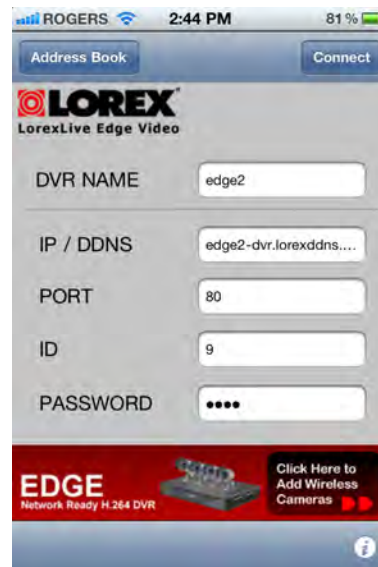 ROGERS 2:44 PM 81%
Address Book Connect
LOREX
LorexLive Edge Video
DVR NAME edge2
IP / DDNS edge2-dvr.lorexddns....
PORT 80
ID 9
PASSWORD ••••
EDGE
Network Ready H.264 DVR
Click Here to
Add Wireless
Cameras